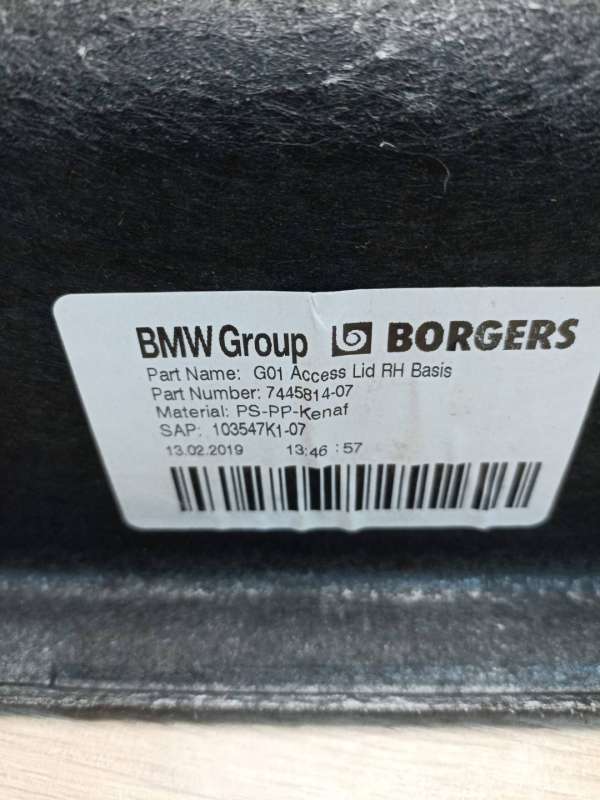 BMW Group BORGERS
Part Name: G01 Access Lid RH Basis
Part Number: 7445814-07
Material: PS-PP-Kenaf
SAP: 103547K1-07
13.02.2019 13:46:57